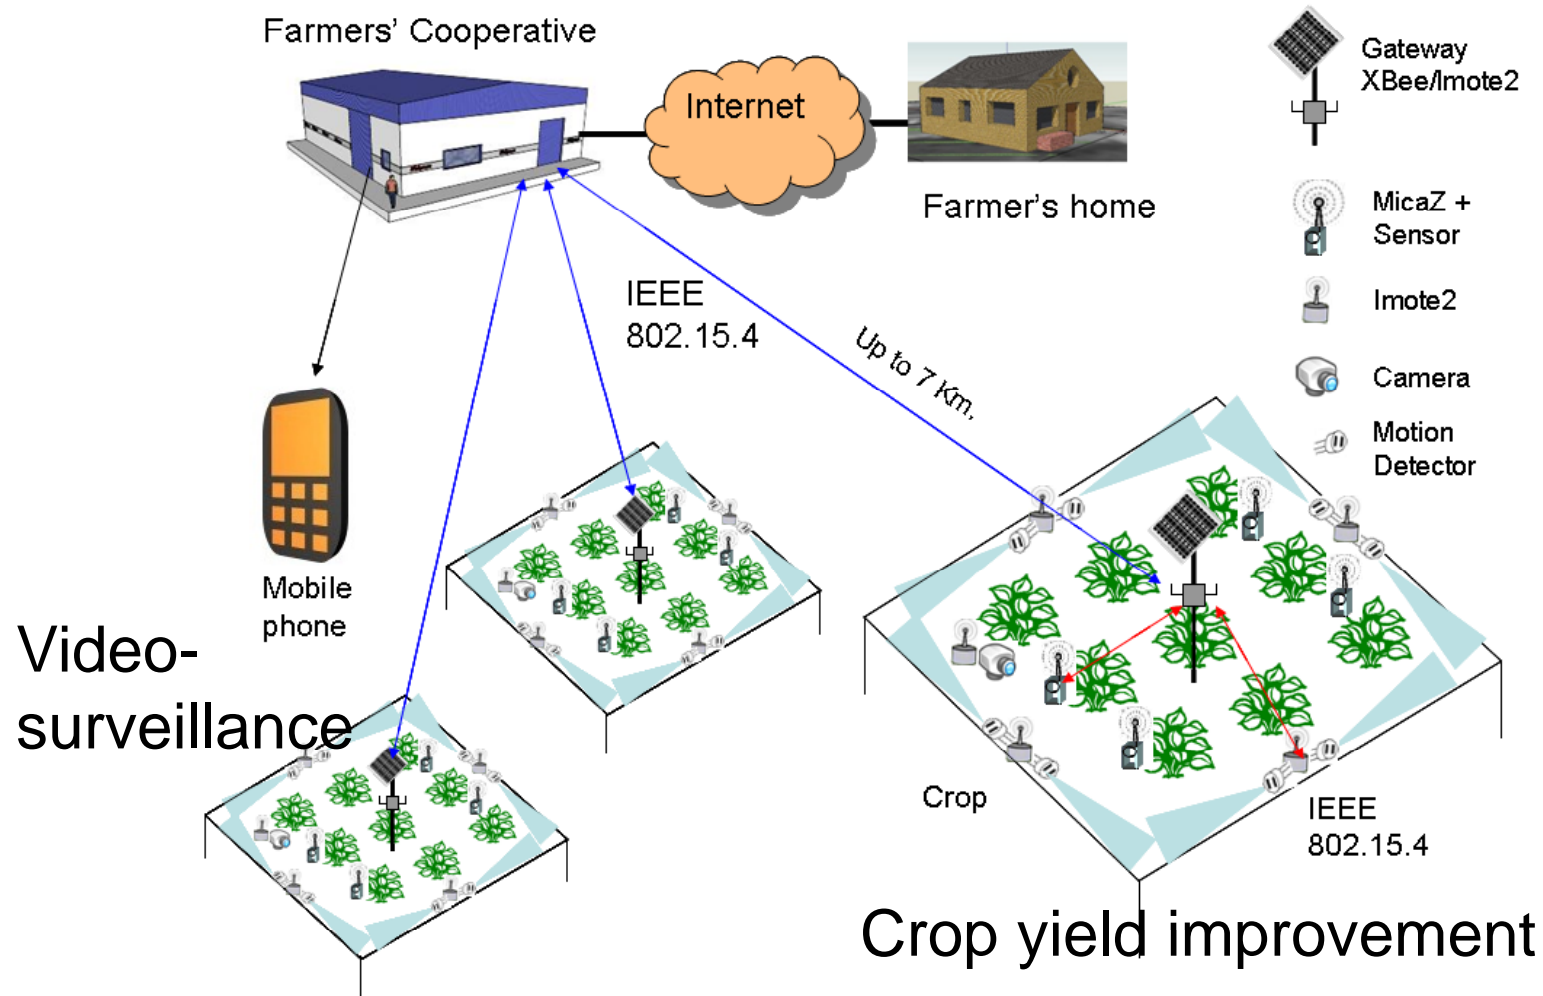 Farmers' Cooperative
Internet
Farmer's home
Gateway
XBee/Imote2
MicaZ +
Sensor
Imote2
Camera
Motion
Detector
IEEE
802.15.4
Up to 7 Km,
Mobile
phone
Video-
surveillance
Crop
IEEE
802.15.4
Crop yield improvement